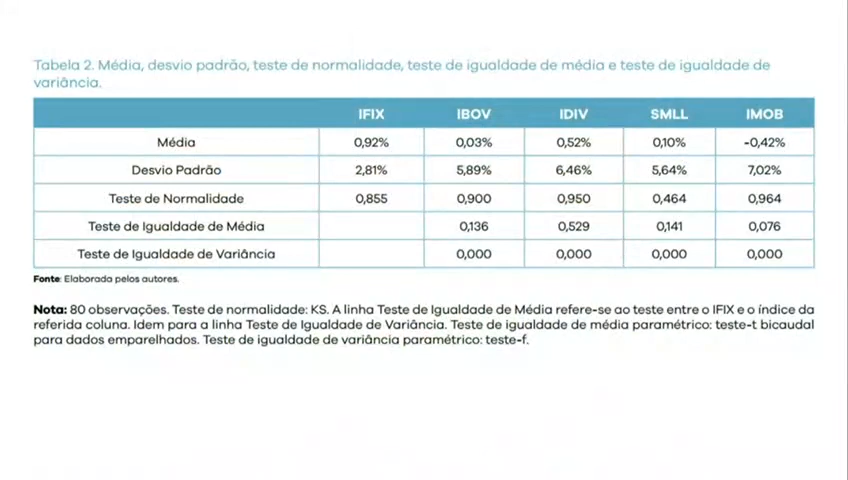 Tabela 2. Média, desvio padrão, teste de normalidade, teste de igualdade de média e teste de igualdade de
variância.
IFIX IBOV IDIV SMLL IMOB
Média 0,92% 0,03% 0,52% 0,10% -0,42%
Desvio Padrão 2,81% 5,89% 6,46% 5,64% 7,02%
Teste de Normalidade 0,855 0,900 0,950 0,464 0,964
Teste de Igualdade de Média 0,136 0,529 0,141 0,076
Teste de Igualdade de Variância 0,000 0,000 0,000 0,000
Fonte: Elaborada pelos autores.
Nota: 80 observações. Teste de normalidade: KS. A linha Teste de Igualdade de Média refere-se ao teste entre o IFIX e o índice da
referida coluna. Idem para a linha Teste de Igualdade de Variância. Teste de igualdade de média paramétrico: teste-t bicaudal
para dados emparelhados. Teste de igualdade de variância paramétrico: teste-f.